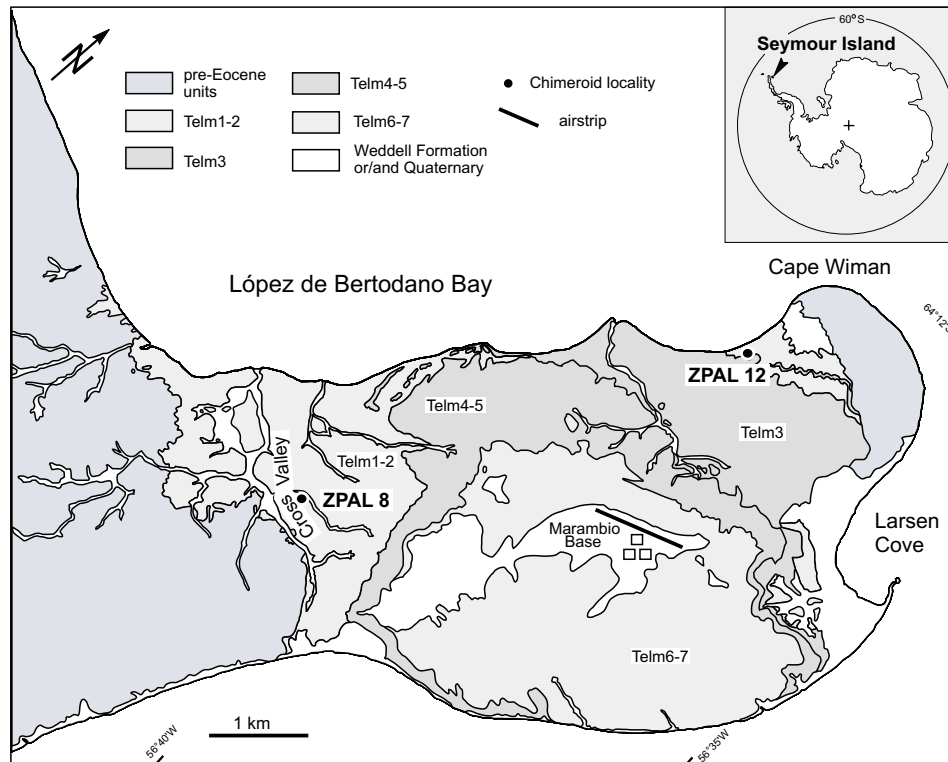 N
pre-Eocene
units
Telm1-2
Telm3
Telm4-5
Telm6-7
Weddell Formation
or/and Quaternary
Chimeroid locality
airstrip
60°S
Seymour Island
López de Bertodano Bay
Cape Wiman
64°12'S
ZPAL 12
Telm4-5
Telm3
Telm1-2
Cross Valley
ZPAL 8
Marambio
Base
Larsen
Cove
Telm6-7
1 km
56°40'W
56°35'W